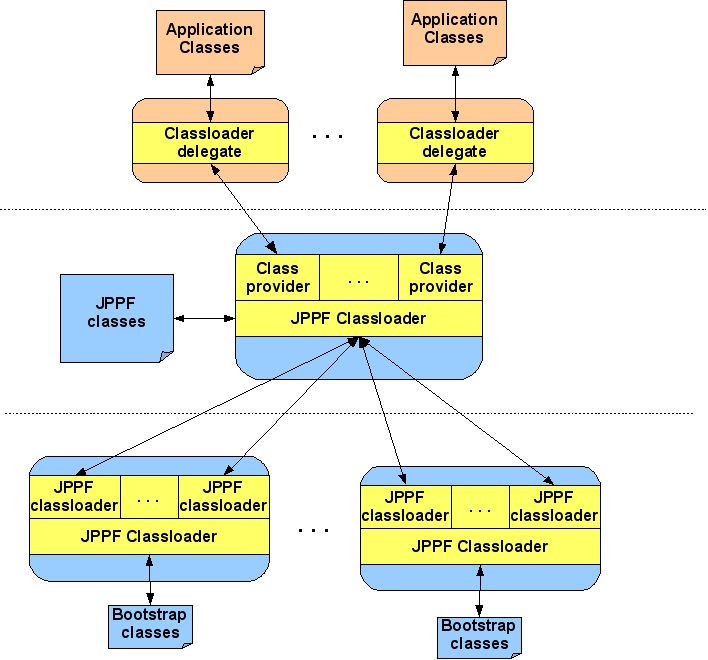 Application
Classes
Application
Classes
Classloader
delegate
. . .
Classloader
delegate
Class
provider
. . .
Class
provider
JPPF
classes
JPPF Classloader
JPPF
classloader
. . .
JPPF
classloader
JPPF Classloader
. . .
JPPF
classloader
. . .
JPPF
classloader
JPPF Classloader
Bootstrap
classes
Bootstrap
classes